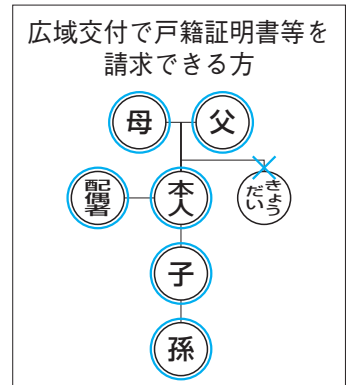 広域交付で戸籍証明書等を
請求できる方
母
父
配偶者
本人
きょう
だい
子
孫